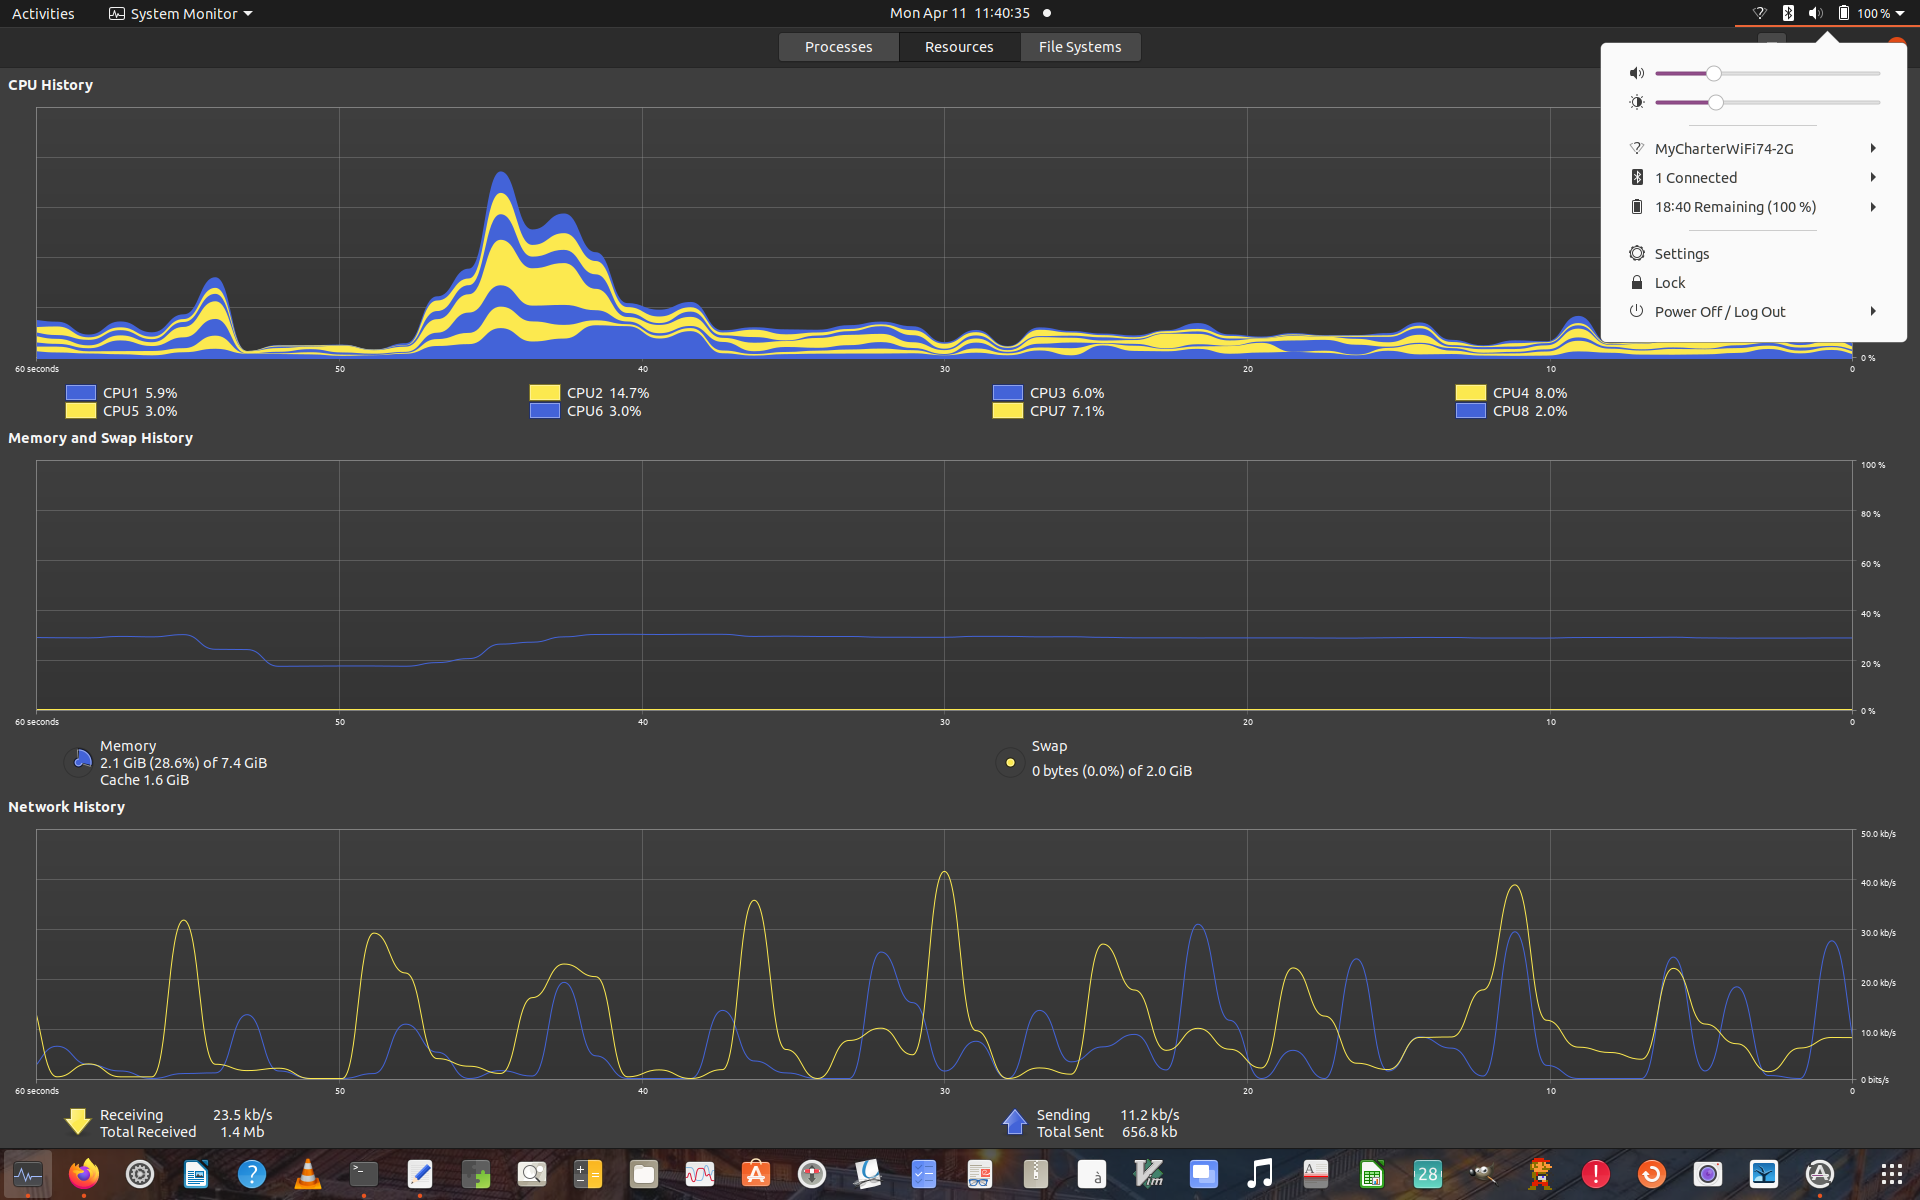 Activities System Monitor Mon Apr 11 11:40:35 100 %
Processes Resources File Systems
CPU History
MyCharterWiFi74-2G
1 Connected
18:40 Remaining (100 %)
Settings
Lock
Power Off / Log Out
0 %
60 seconds 50 40 30 20 10 0
CPU1 5.9% CPU2 14.7% CPU3 6.0% CPU4 8.0%
CPU5 3.0% CPU6 3.0% CPU7 7.1% CPU8 2.0%
Memory and Swap History
100 %
80 %
60 %
40 %
20 %
0 %
60 seconds 50 40 30 20 10 0
Memory
2.1 GiB (28.6%) of 7.4 GiB
Cache 1.6 GiB
Swap
0 bytes (0.0%) of 2.0 GiB
Network History
50.0 kb/s
40.0 kb/s
30.0 kb/s
20.0 kb/s
10.0 kb/s
0 bits/s
60 seconds 50 40 30 20 10 0
Receiving 23.5 kb/s
Total Received 1.4 Mb
Sending 11.2 kb/s
Total Sent 656.8 kb
? >_ A à Vim A 28 !